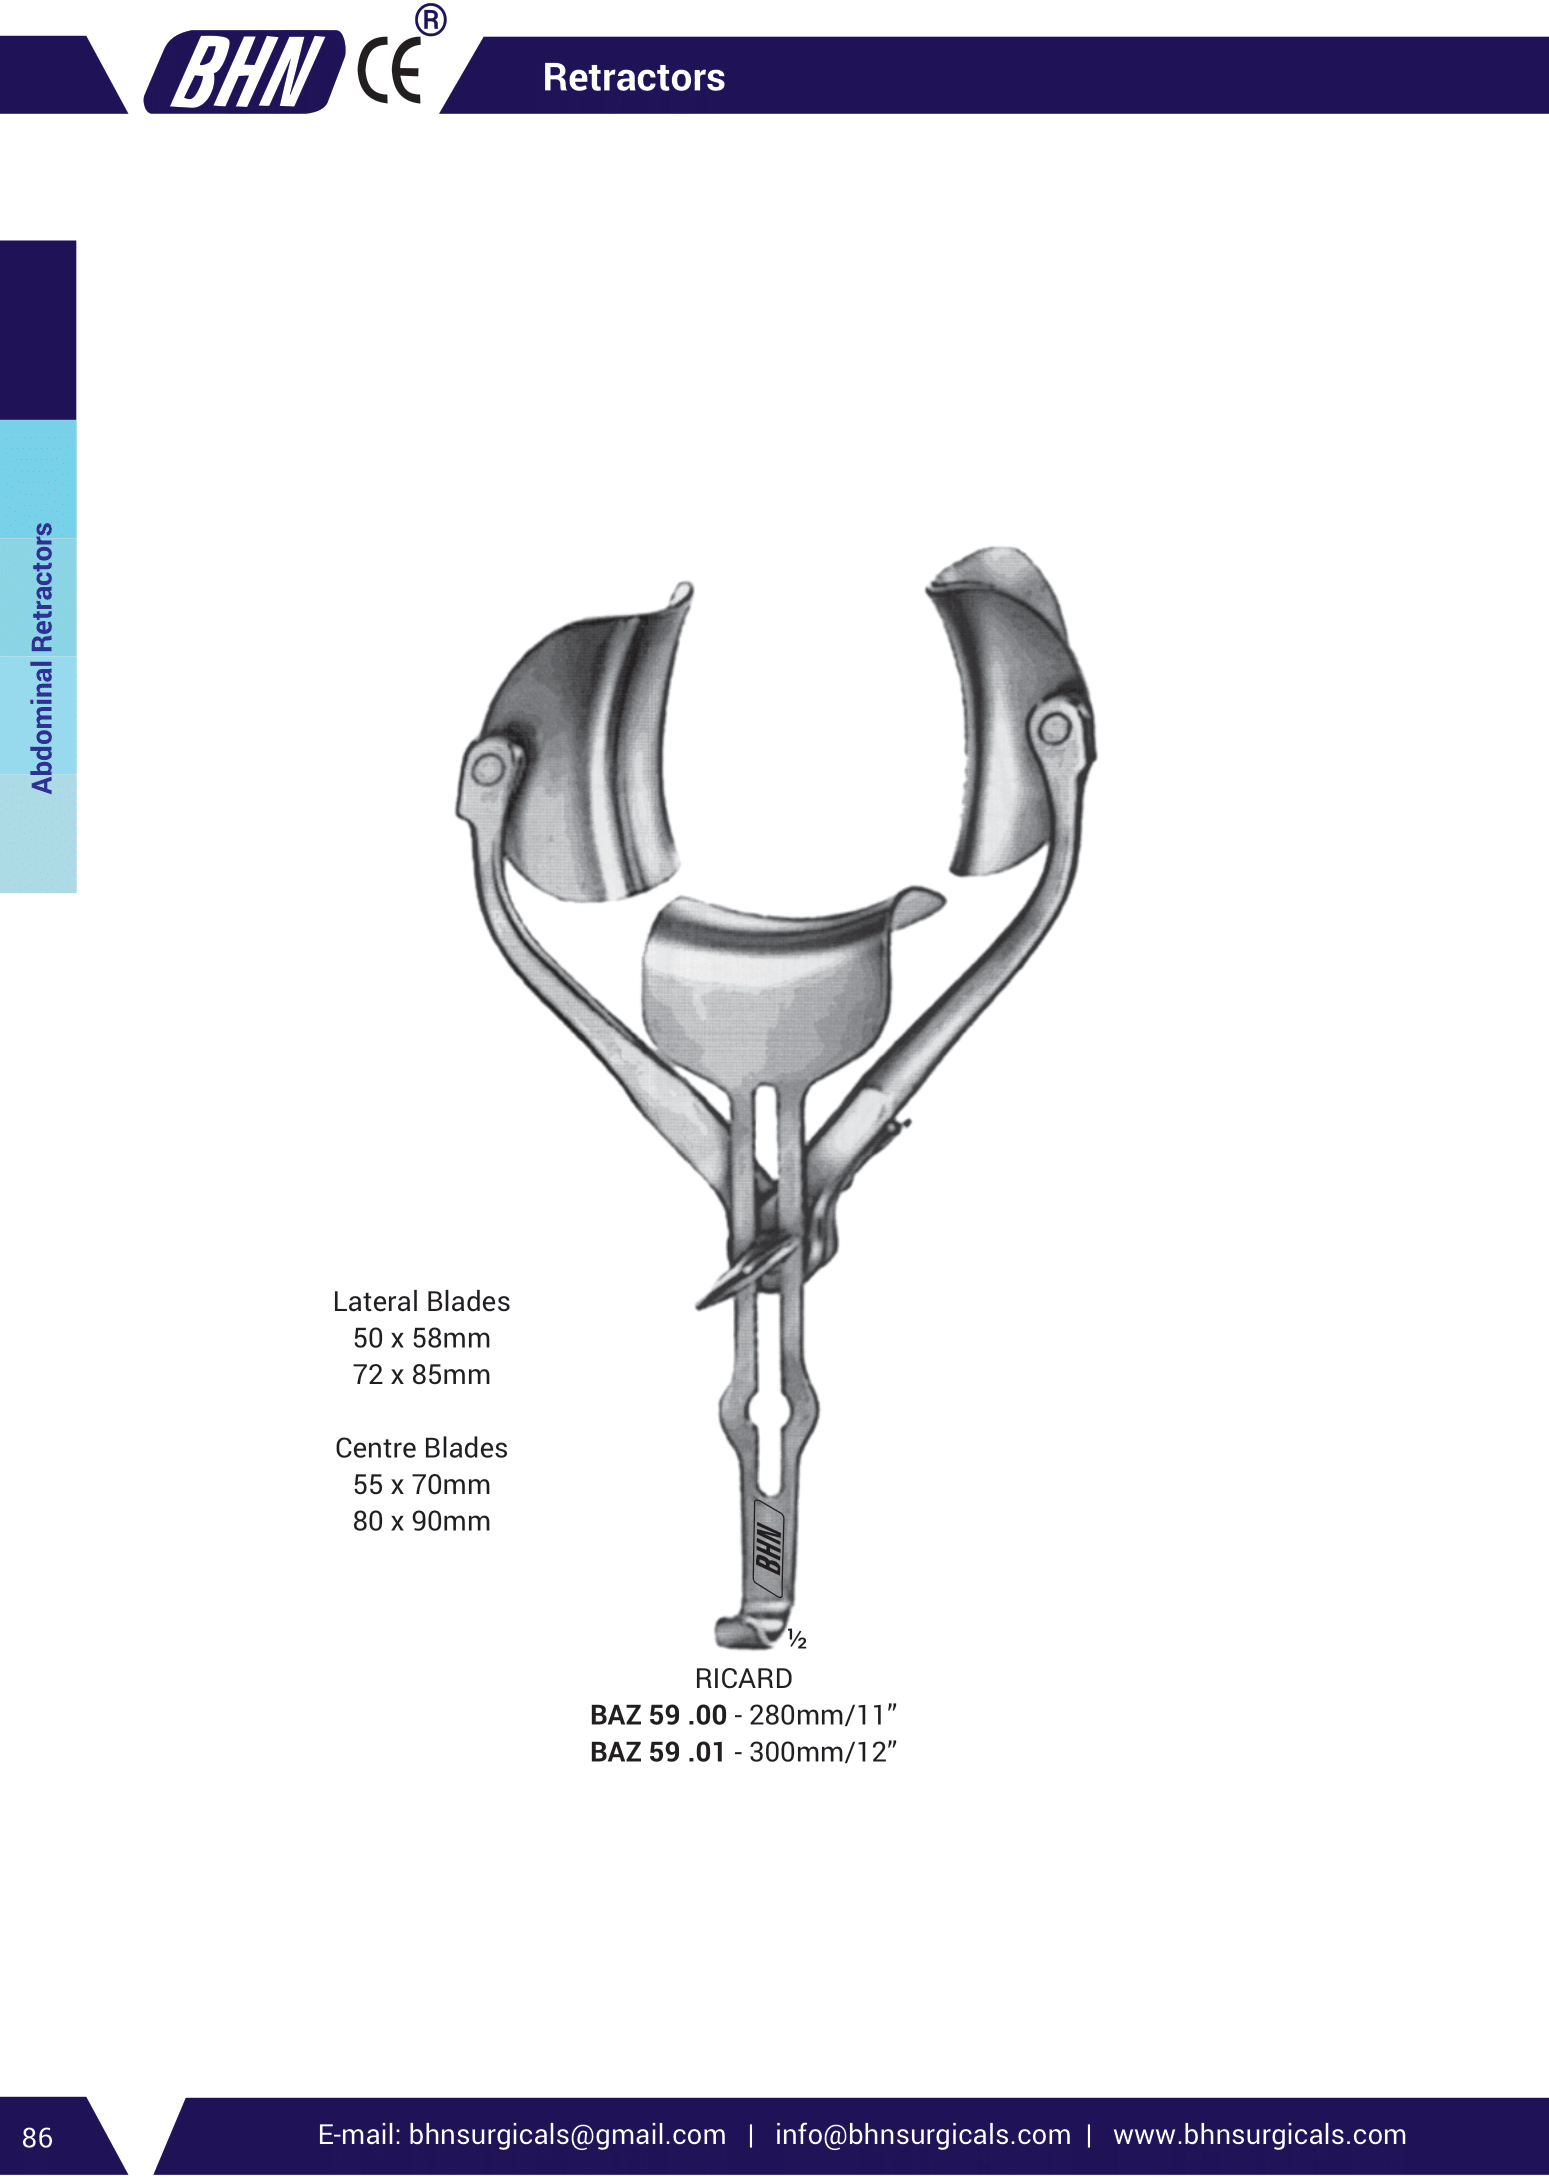 BHN CE ®
Retractors
Abdominal Retractors
Lateral Blades
50 x 58mm
72 x 85mm
Centre Blades
55 x 70mm
80 x 90mm
BHN
½
RICARD
BAZ 59 .00 - 280mm/11”
BAZ 59 .01 - 300mm/12”
86
E-mail: bhnsurgicals@gmail.com | info@bhnsurgicals.com | www.bhnsurgicals.com